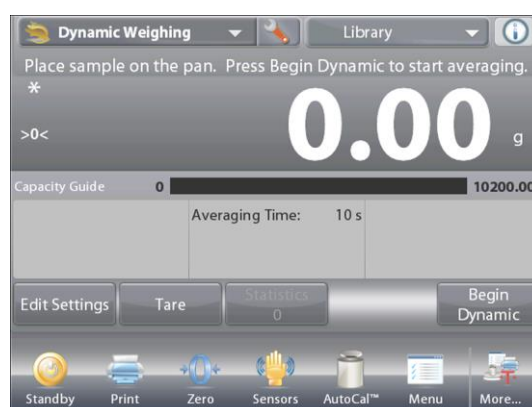 Dynamic Weighing
Library
Place sample on the pan. Press Begin Dynamic to start averaging.
*
>0<
0.00 g
Capacity Guide 0 10200.00
Averaging Time: 10 s
Edit Settings
Tare
Statistics
0
Begin
Dynamic
Standby
Print
Zero
Sensors
AutoCal™
Menu
More...